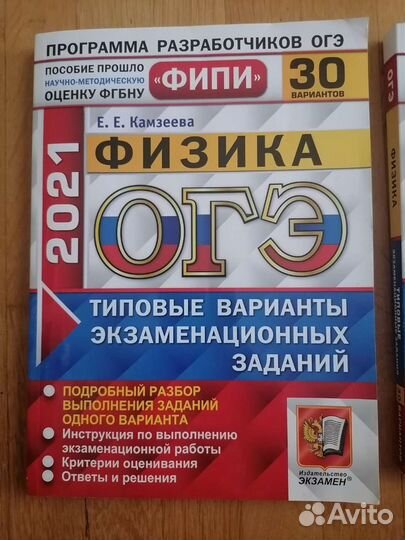 ПРОГРАММА РАЗРАБОТЧИКОВ ОГЭ
ПОСОБИЕ ПРОШЛО
НАУЧНО-МЕТОДИЧЕСКУЮ
ОЦЕНКУ ФГБНУ
«ФИПИ»
30
ВАРИАНТОВ
Е. Е. Камзеева
2021
ФИЗИКА
ОГЭ
ТИПОВЫЕ ВАРИАНТЫ
ЭКЗАМЕНАЦИОННЫХ
ЗАДАНИЙ
ПОДРОБНЫЙ РАЗБОР
ВЫПОЛНЕНИЯ ЗАДАНИЙ
ОДНОГО ВАРИАНТА
Инструкция по выполнению
экзаменационной работы
Критерии оценивания
Ответы и решения
Издательство
ЭКЗАМЕН®
ОГЭ
ФИЗИКА
Avito